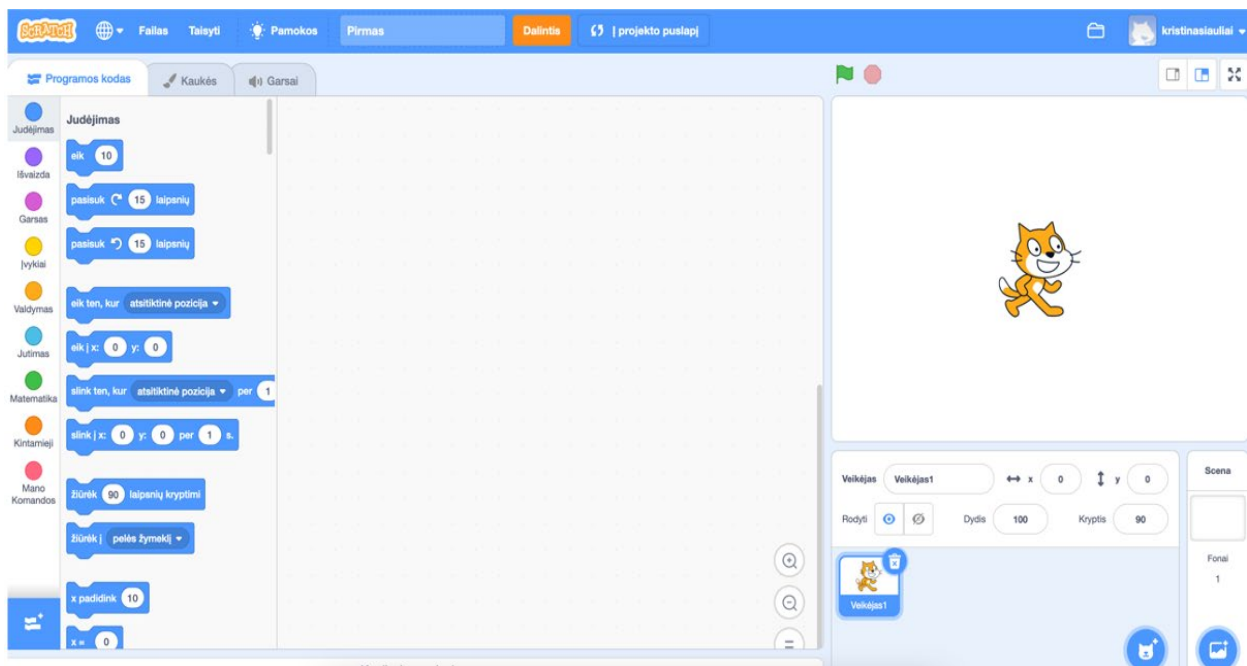 SCRATCH Failas Taisyti Pamokos Pirmas Dalintis Į projekto puslapį kristinasiauliai
Programos kodas Kaukės Garsai
Judėjimas
Išvaizda
Garsas
Įvykiai
Valdymas
Jutimas
Matematika
Kintamieji
Mano
Komandos
Judėjimas
eik 10
pasisuk 15 laipsnių
pasisuk 15 laipsnių
eik ten, kur atsitiktinė pozicija
eik į x: 0 y: 0
slink ten, kur atsitiktinė pozicija per 1
slink į x: 0 y: 0 per 1 s.
žiūrėk 90 laipsnių kryptimi
žiūrėk į pelės žymeklį
x padidink 10
x = 0
Veikėjas Veikėjas1 x 0 y 0
Rodyti Dydis 100 Kryptis 90
Veikėjas1
Scena
Fonai
1